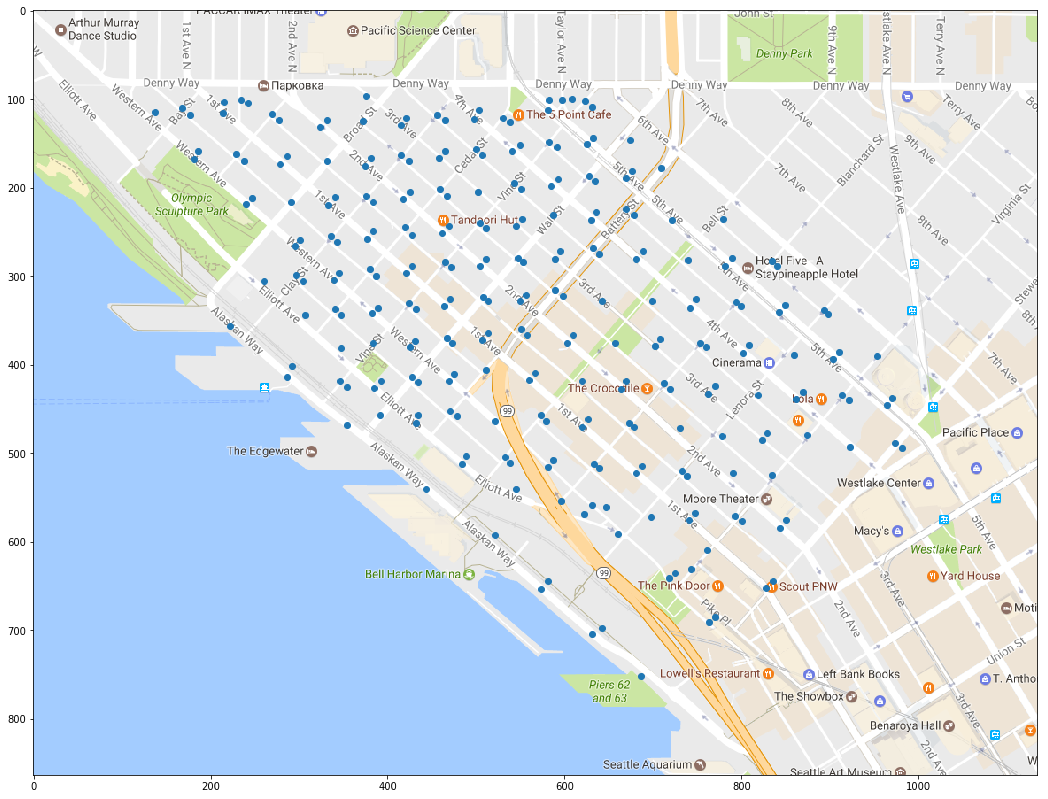 0
100
200
300
400
500
600
700
800
0
200
400
600
800
1000
PACCAR IMAX Theater
Arthur Murray
Dance Studio
Pacific Science Center
1st Ave N
2nd Ave N
Taylor Ave N
John St
Denny Park
9th Ave N
Westlake Ave N
Terry Ave N
Denny Way
Парковка
Denny Way
Denny Way
Denny Way
Denny Way
Elliott Ave
Western Ave
Bay St
1st Ave
Broad St
4th Ave
The 5 Point Cafe
6th Ave
7th Ave
8th Ave
Terry Ave
9th Ave
Western Ave
2nd Ave
Cedar St
5th Ave
7th Ave
Blanchard St
Westlake Ave
Virginia St
Olympic
Sculpture Park
1st Ave
Vine St
Wall St
Battery St
Bell St
9th Ave
Tandoori Hut
Western Ave
Hotel Five - A
Staypineapple Hotel
8th Ave
Stewa
Clay St
Elliott Ave
2nd Ave
3rd Ave
5th Ave
8th
Alaskan Way
1st Ave
4th Ave
5th Ave
7th Ave
Vine St
Western Ave
Cinerama
The Crocodile
3rd Ave
Lenora St
Lola
Elliott Ave
99
1st Ave
Pacific Place
The Edgewater
Alaskan Way
2nd Ave
Westlake Center
Elliott Ave
Moore Theater
1st Ave
5th Ave
Macy's
Westlake Park
Alaskan Way
Bell Harbor Marina
99
The Pink Door
Scout PNW
Yard House
3rd Ave
4th Ave
Pike Pl
2nd Ave
Moti
Union St
Lowell's Restaurant
Left Bank Books
T. Antho
Piers 62
and 63
The Showbox
3rd Ave
Benaroya Hall
2nd Ave
W
Seattle Aquarium
Seattle Art Museum